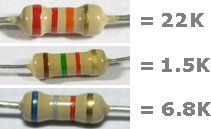 = 22K
= 1.5K
= 6.8K